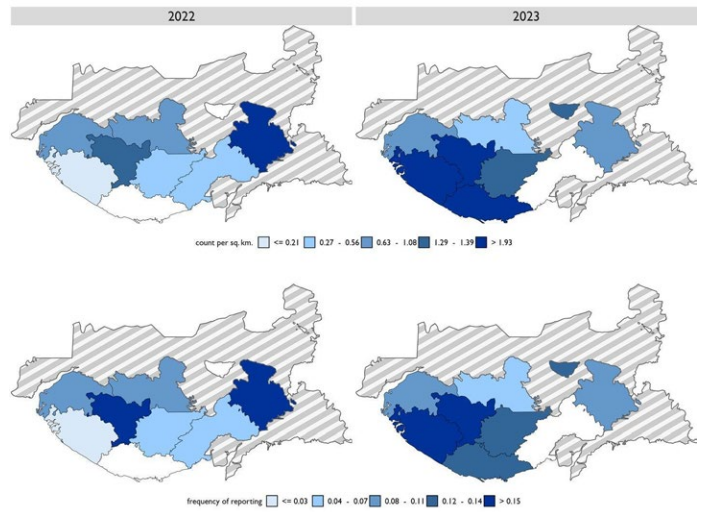 2022 2023
count per sq. km. <= 0.21 0.27 - 0.56 0.63 - 1.08 1.29 - 1.39 > 1.93
frequency of reporting <= 0.03 0.04 - 0.07 0.08 - 0.11 0.12 - 0.14 > 0.15